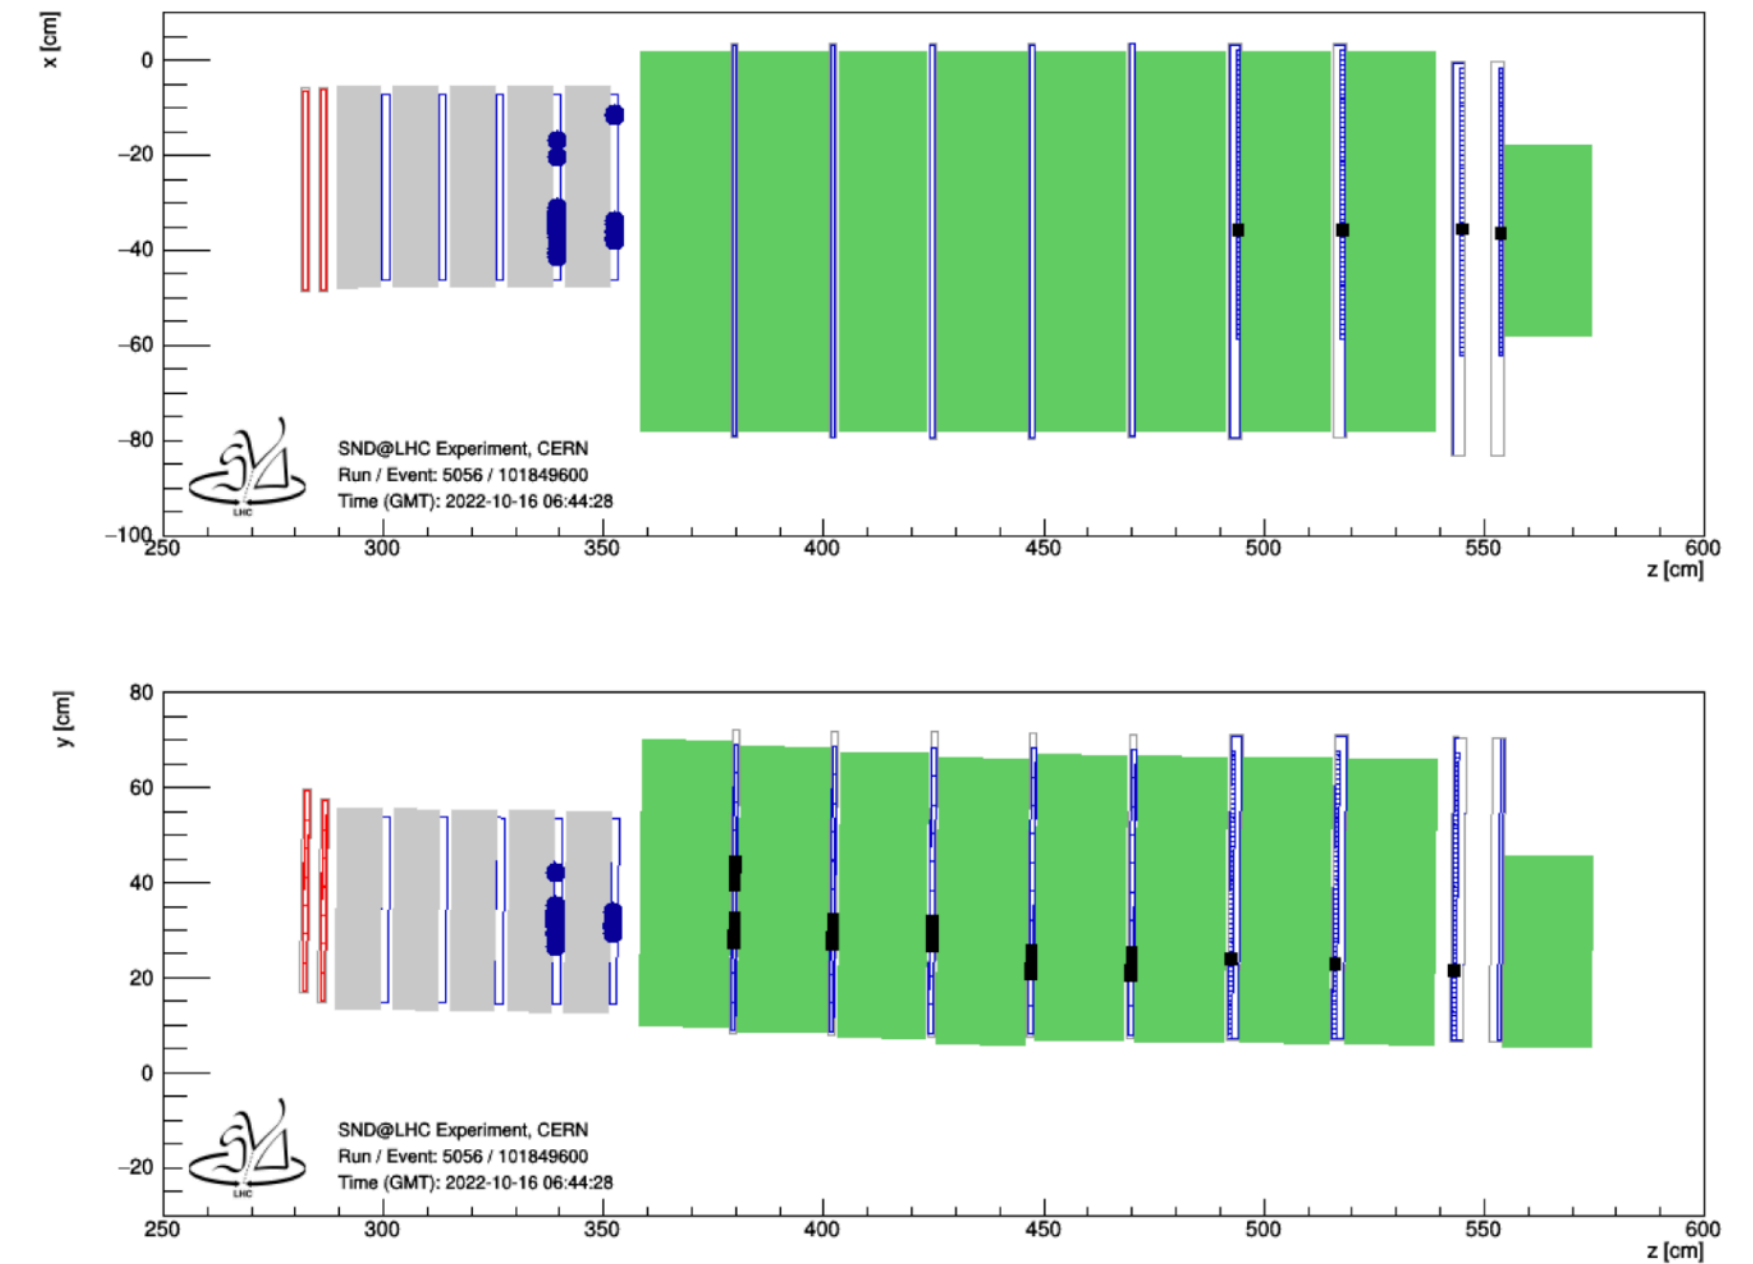 x [cm]
0
−20
−40
−60
−80
−100
SND@LHC Experiment, CERN
Run / Event: 5056 / 101849600
Time (GMT): 2022-10-16 06:44:28
LHC
250 300 350 400 450 500 550 600
z [cm]
y [cm]
80
60
40
20
0
−20
SND@LHC Experiment, CERN
Run / Event: 5056 / 101849600
Time (GMT): 2022-10-16 06:44:28
LHC
250 300 350 400 450 500 550 600
z [cm]